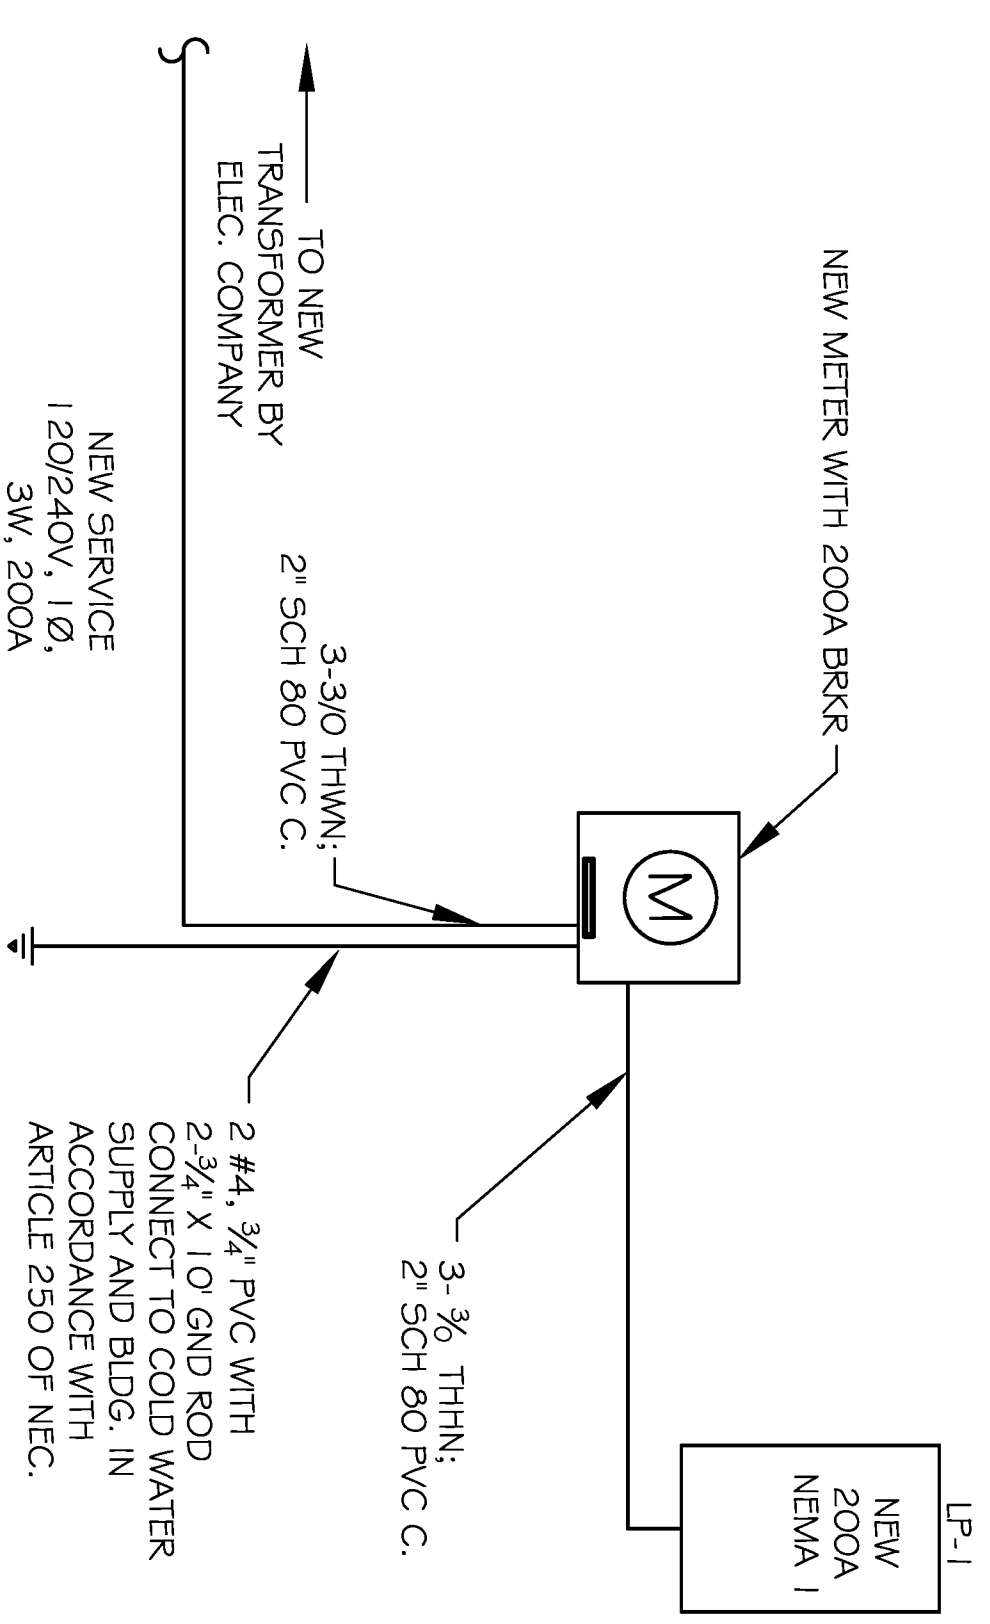 LP-1
NEW
200A
NEMA 1
NEW METER WITH 200A BRKR
M
3- 3/0 THHN;
2" SCH 80 PVC C.
3-3/0 THWN;
2" SCH 80 PVC C.
TO NEW
TRANSFORMER BY
ELEC. COMPANY
2 #4, 3/4" PVC WITH
2-3/4" X 10' GND ROD
CONNECT TO COLD WATER
SUPPLY AND BLDG. IN
ACCORDANCE WITH
ARTICLE 250 OF NEC.
NEW SERVICE
120/240V, 1Ø,
3W, 200A